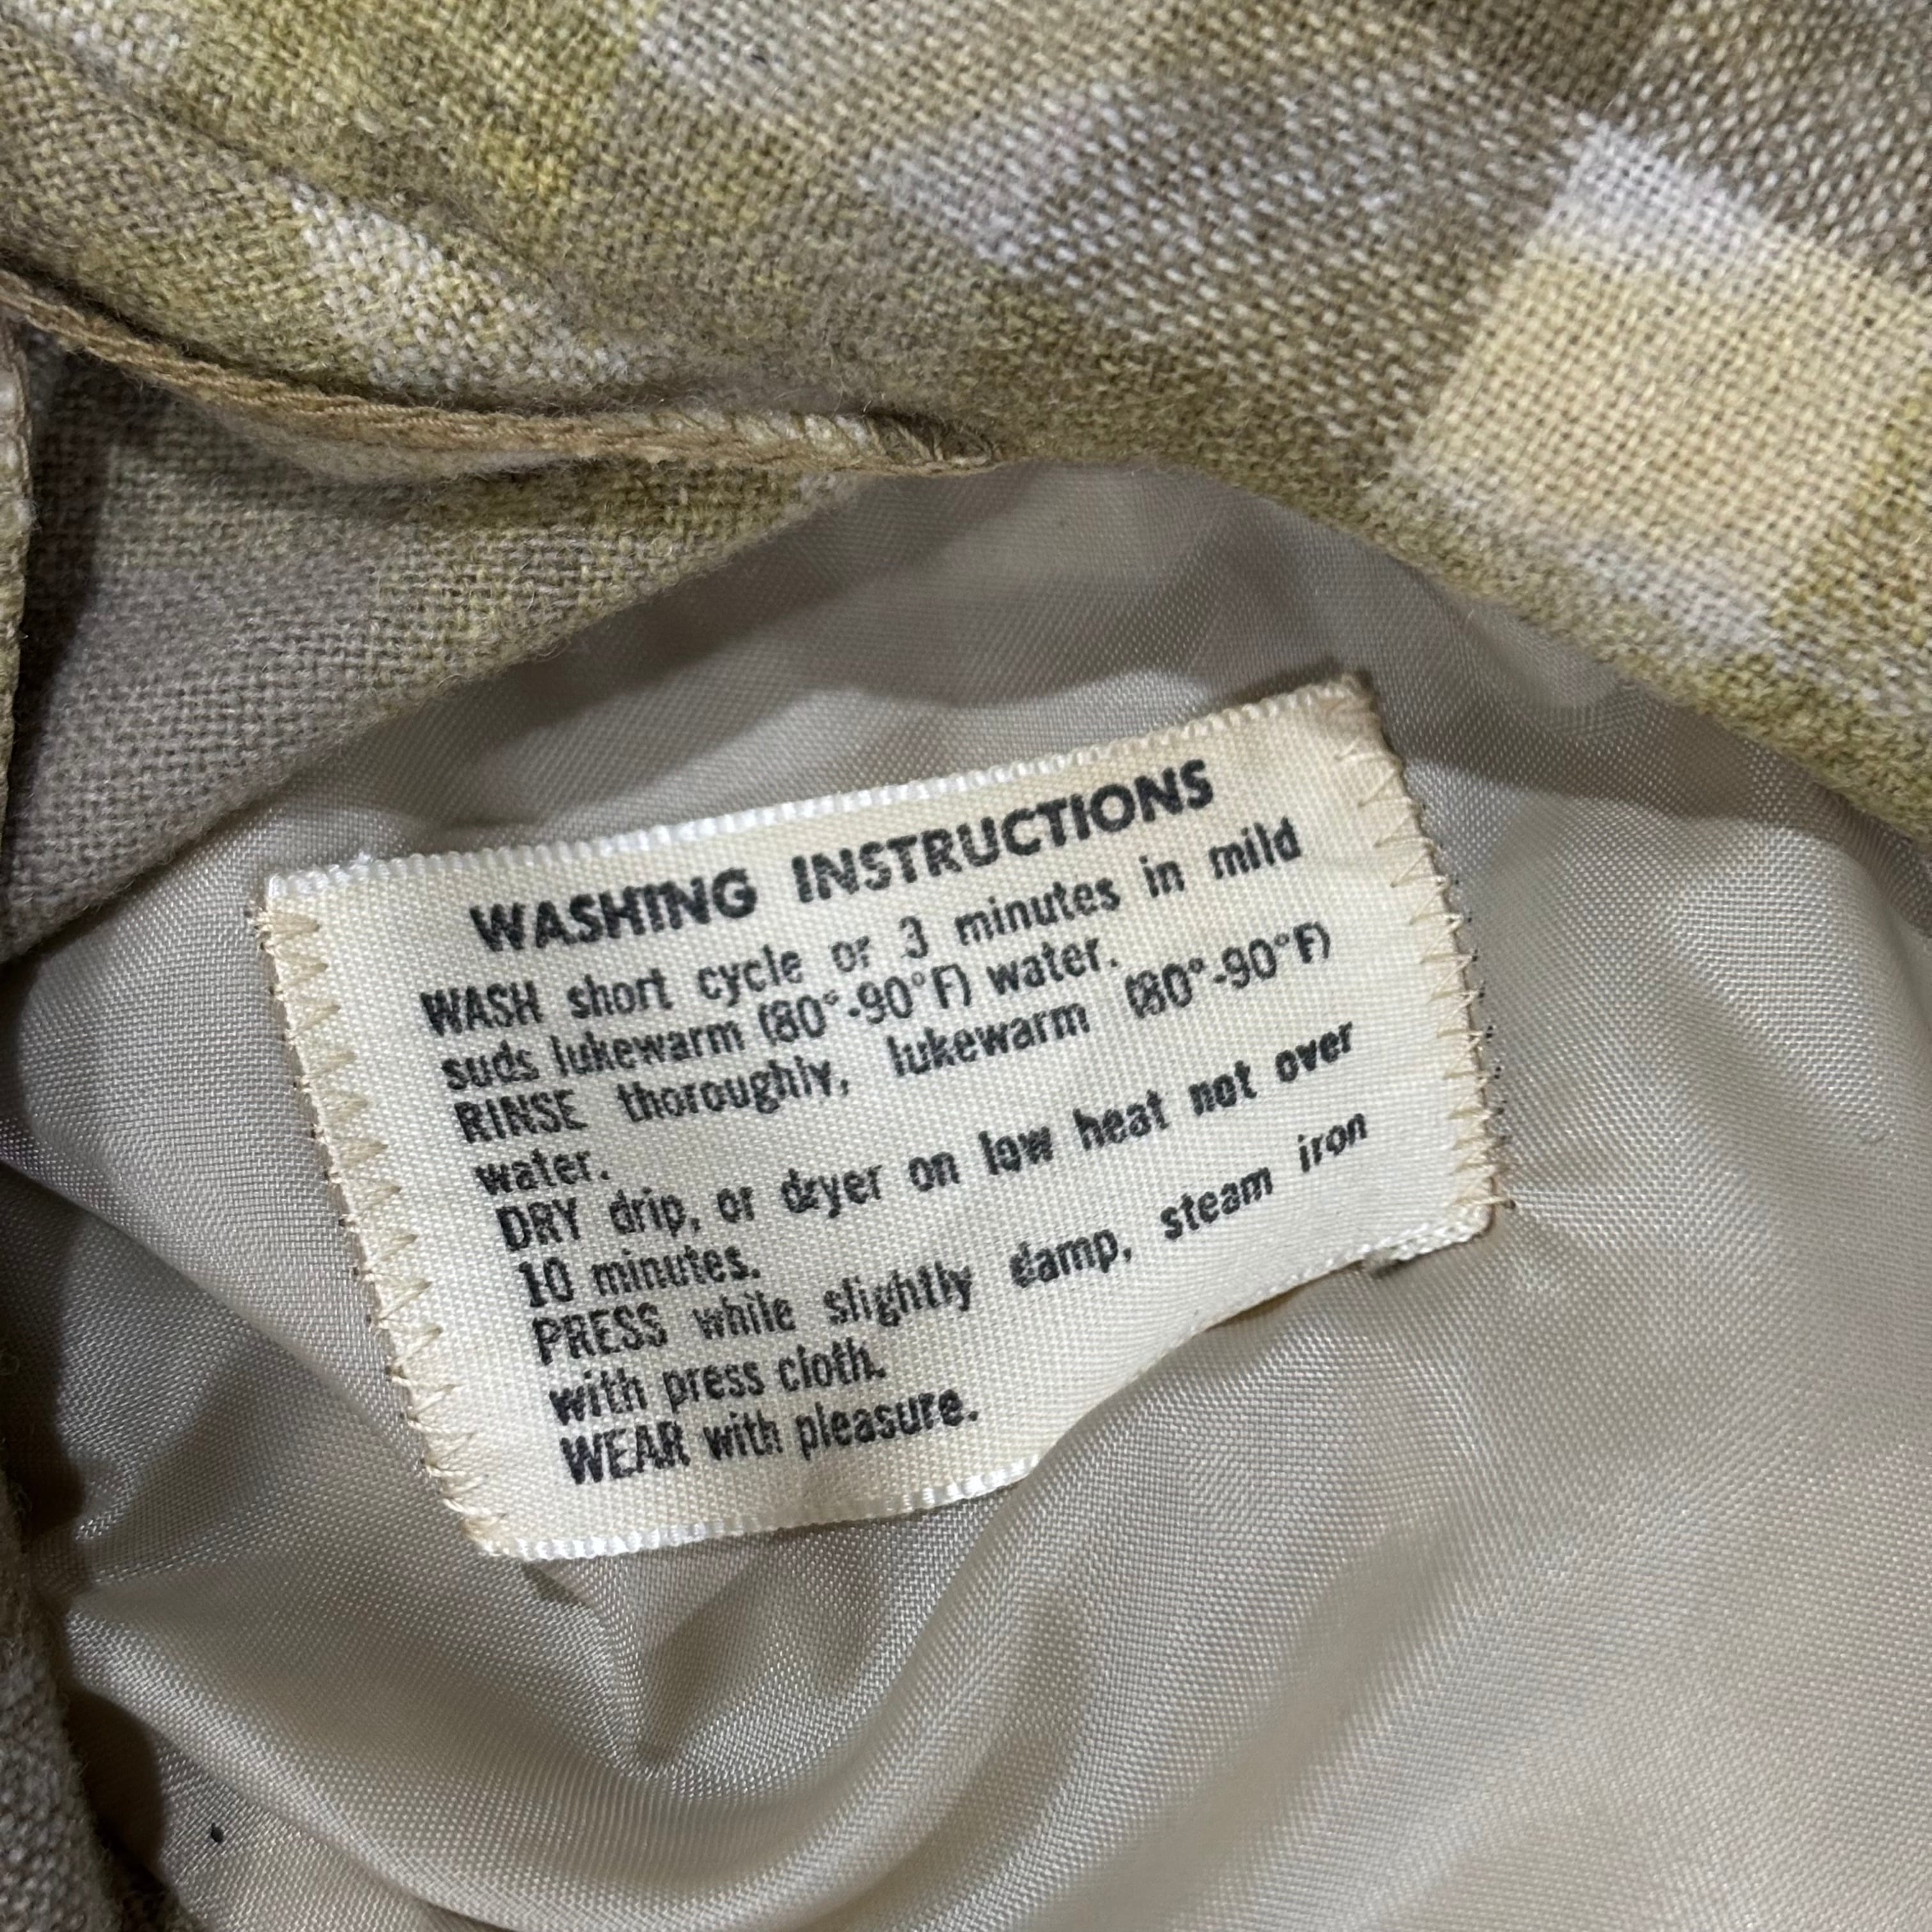 WASHING INSTRUCTIONS
WASH short cycle or 3 minutes in mild
suds lukewarm (80°-90°F) water.
RINSE thoroughly, lukewarm (80°-90°F)
water.
DRY drip, or dryer on low heat not over
10 minutes.
PRESS while slightly damp, steam iron
with press cloth.
WEAR with pleasure.